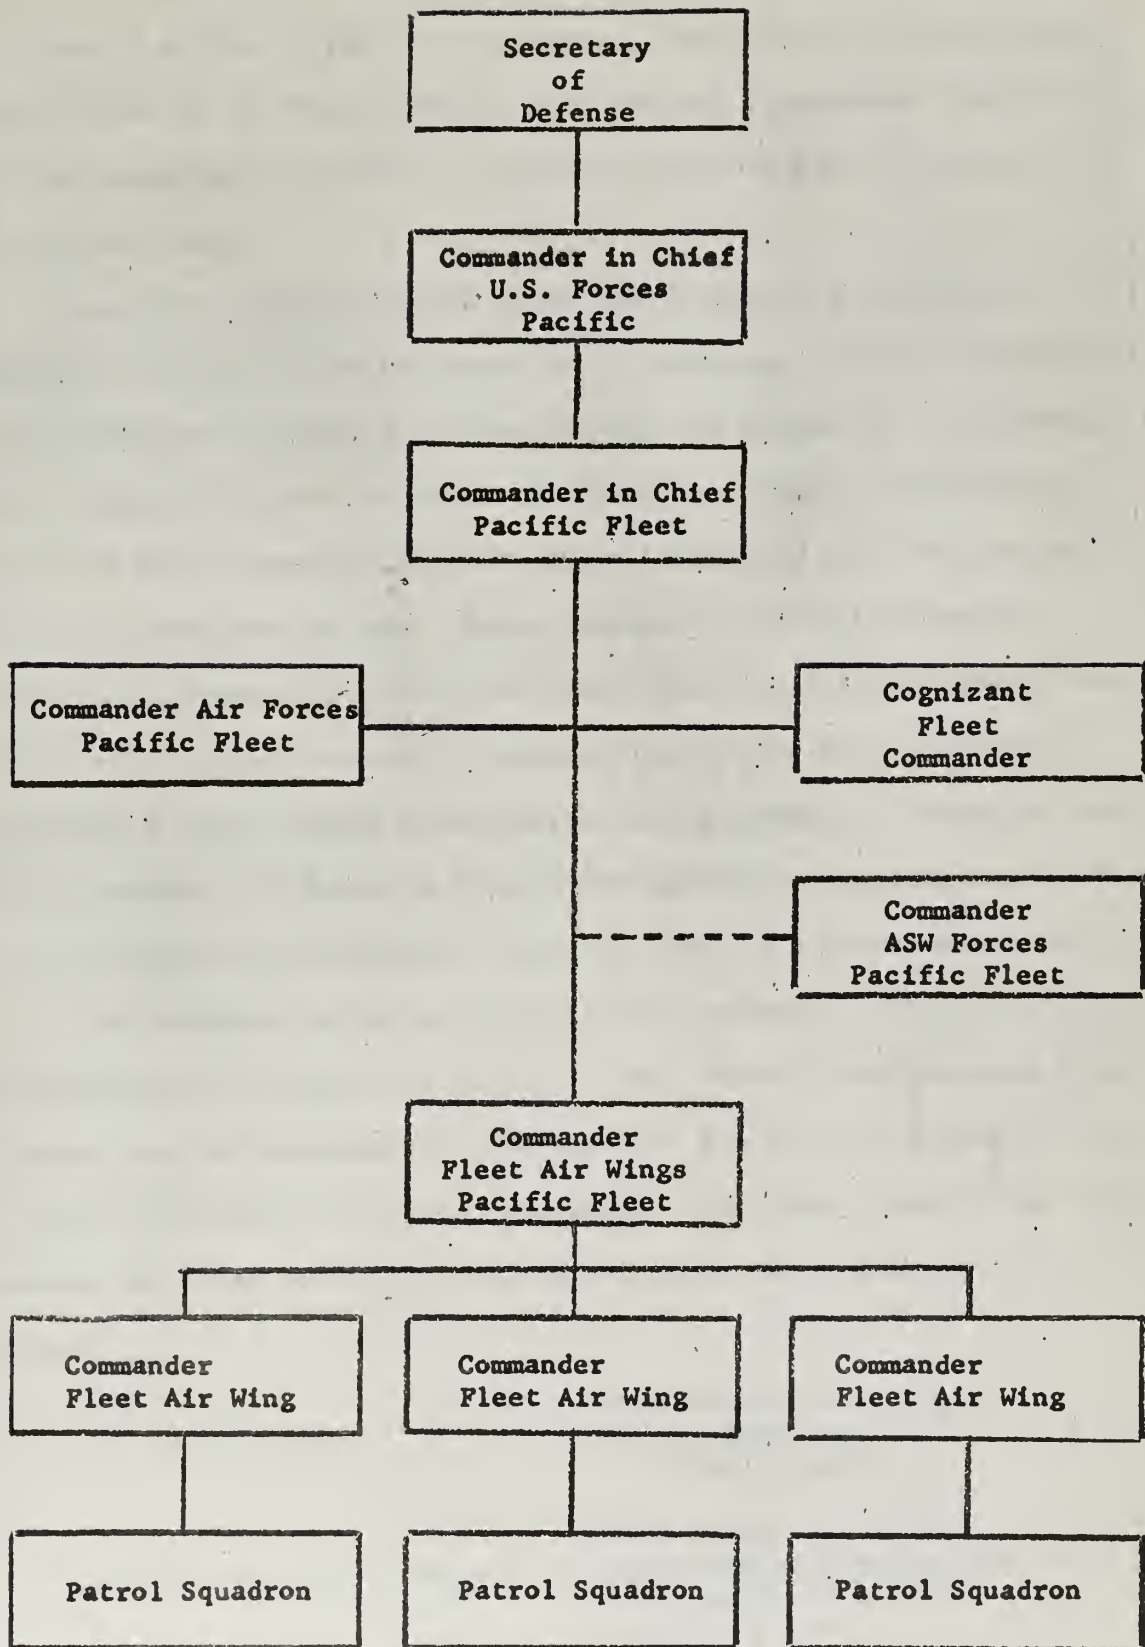 Secretary
of
Defense
Commander in Chief
U.S. Forces
Pacific
Commander in Chief
Pacific Fleet
Commander Air Forces
Pacific Fleet
Cognizant
Fleet
Commander
Commander
ASW Forces
Pacific Fleet
Commander
Fleet Air Wings
Pacific Fleet
Commander
Fleet Air Wing
Commander
Fleet Air Wing
Commander
Fleet Air Wing
Patrol Squadron
Patrol Squadron
Patrol Squadron